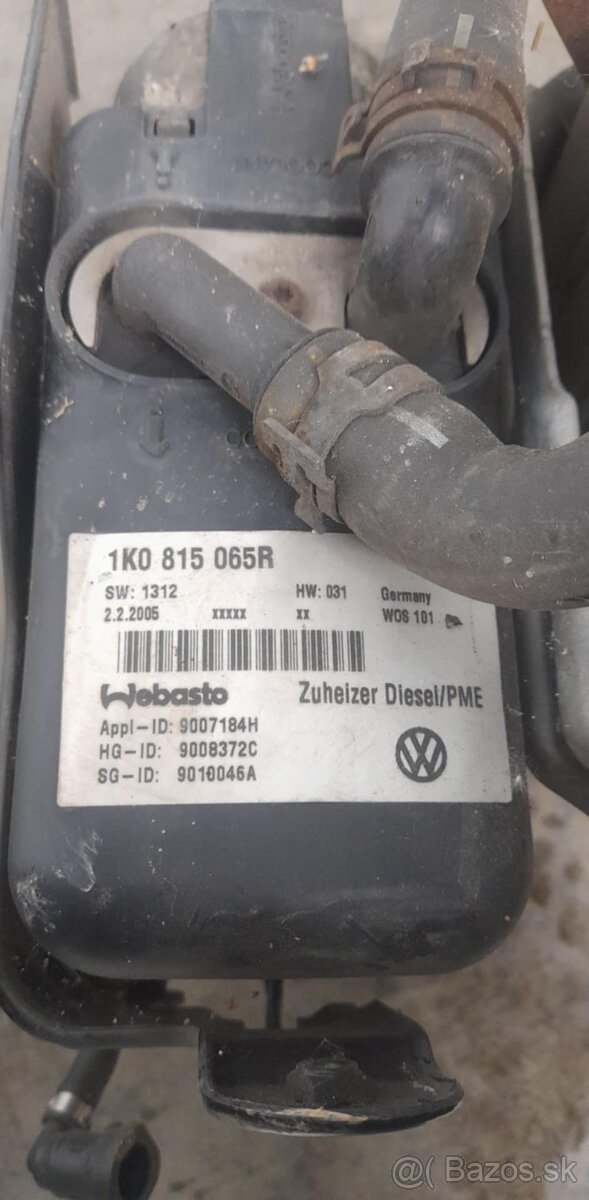 1K0 815 065R
SW: 1312 HW: 031 Germany
2.2.2005 xxxxx xx WOS 101
Webasto Zuheizer Diesel/PME
Appl-ID: 9007184H
HG-ID: 9008372C
SG-ID: 9010046A
@( Bazos.sk